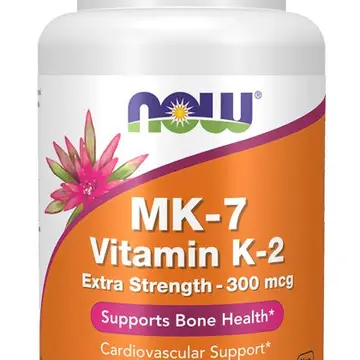 NOW®
MK-7
Vitamin K-2
Extra Strength - 300 mcg
Supports Bone Health*
Cardiovascular Support*